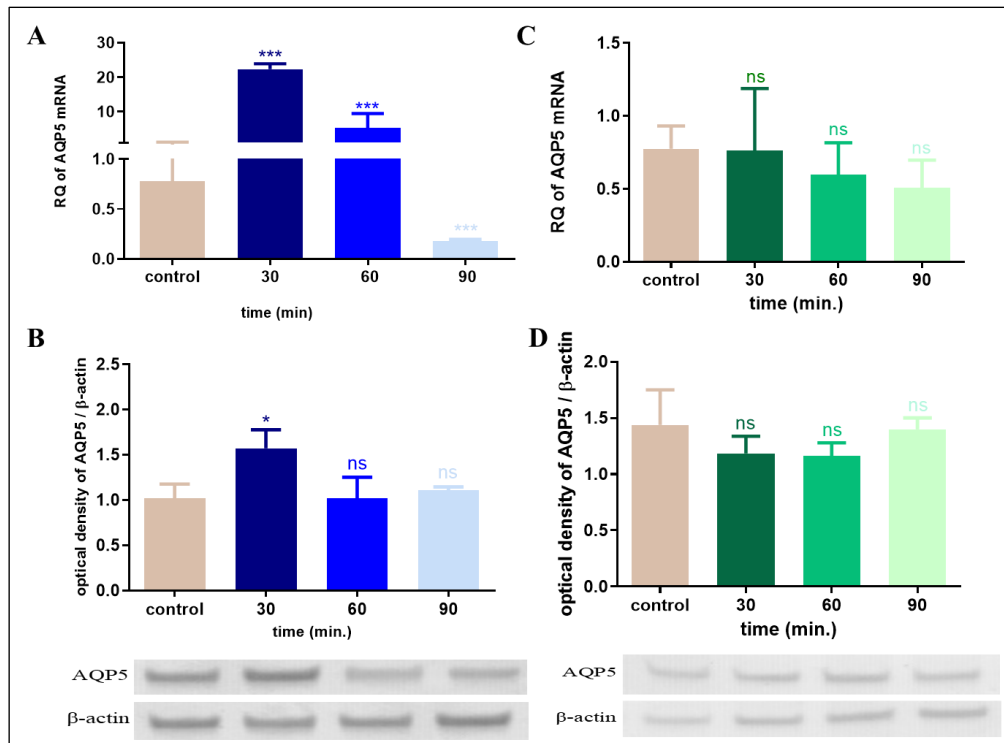 A
RQ of AQP5 mRNA
30
20
10
1.0
0.5
0.0
***
***
***
control 30 60 90
time (min)
C
RQ of AQP5 mRNA
1.5
1.0
0.5
0.0
ns
ns
ns
control 30 60 90
time (min.)
B
optical density of AQP5 / β-actin
2.5
2.0
1.5
1.0
0.5
0.0
*
ns
ns
control 30 60 90
time (min.)
AQP5
β-actin
D
optical density of AQP5 / β-actin
2.0
1.5
1.0
0.5
0.0
ns
ns
ns
control 30 60 90
time (min.)
AQP5
β-actin